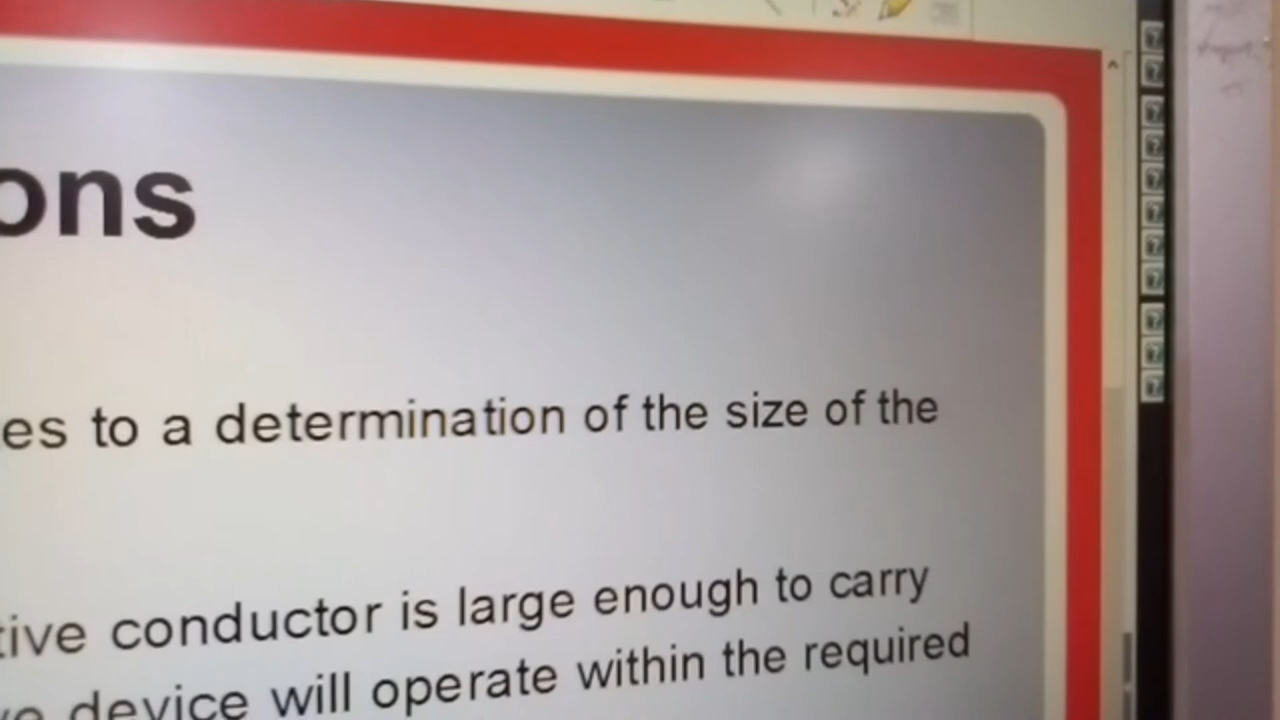 ons
es to a determination of the size of the
tive conductor is large enough to carry
device will operate within the required